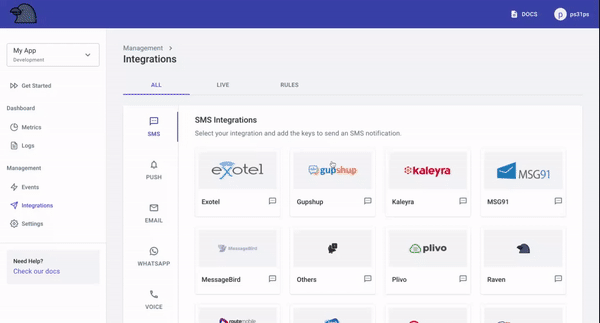 DOCS
p
ps31ps
My App
Development
Get Started
Dashboard
Metrics
Logs
Management
Events
Integrations
Settings
Need Help?
Check our docs
Management >
Integrations
ALL
LIVE
RULES
SMS
PUSH
EMAIL
WHATSAPP
VOICE
SMS Integrations
Select your integration and add the keys to send an SMS notification.
exotel
gupshup
kaleyra
MSG91
Exotel
Gupshup
Kaleyra
MSG91
MessageBird
plivo
MessageBird
Others
Plivo
Raven
routemobile